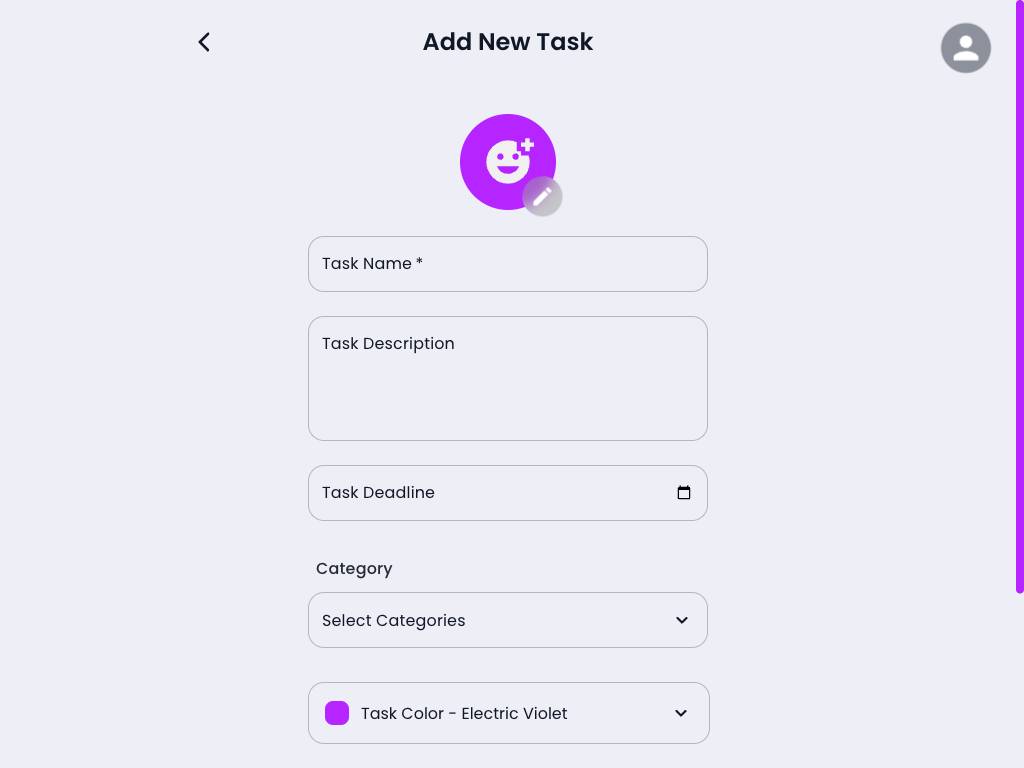 Add New Task
Task Name *
Task Description
Task Deadline
Category
Select Categories
Task Color - Electric Violet